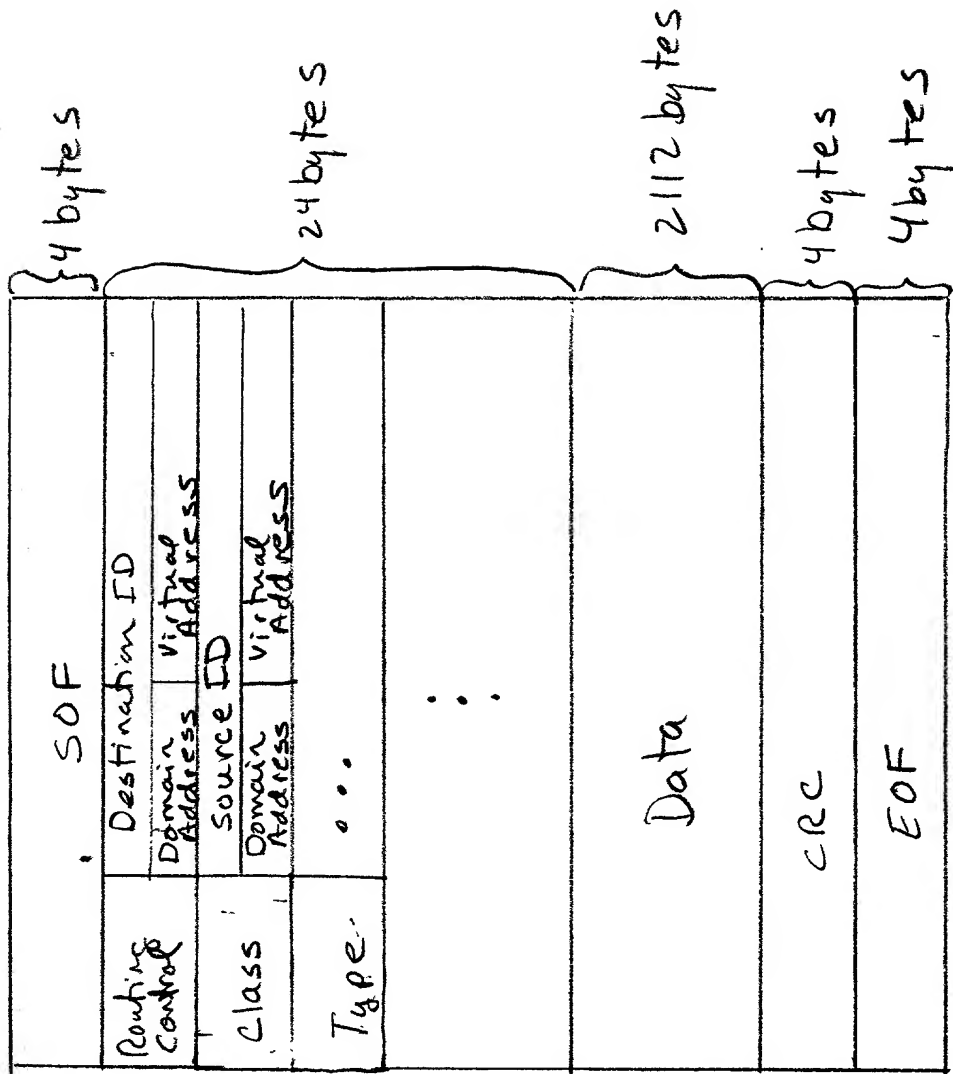 SOF
4 bytes
Routing
Control
Destination ID
Domain
Address
Virtual
Address
Class
Source ID
Domain
Address
Virtual
Address
Type
...
...
24 bytes
Data
2112 bytes
CRC
4 bytes
EOF
4 bytes